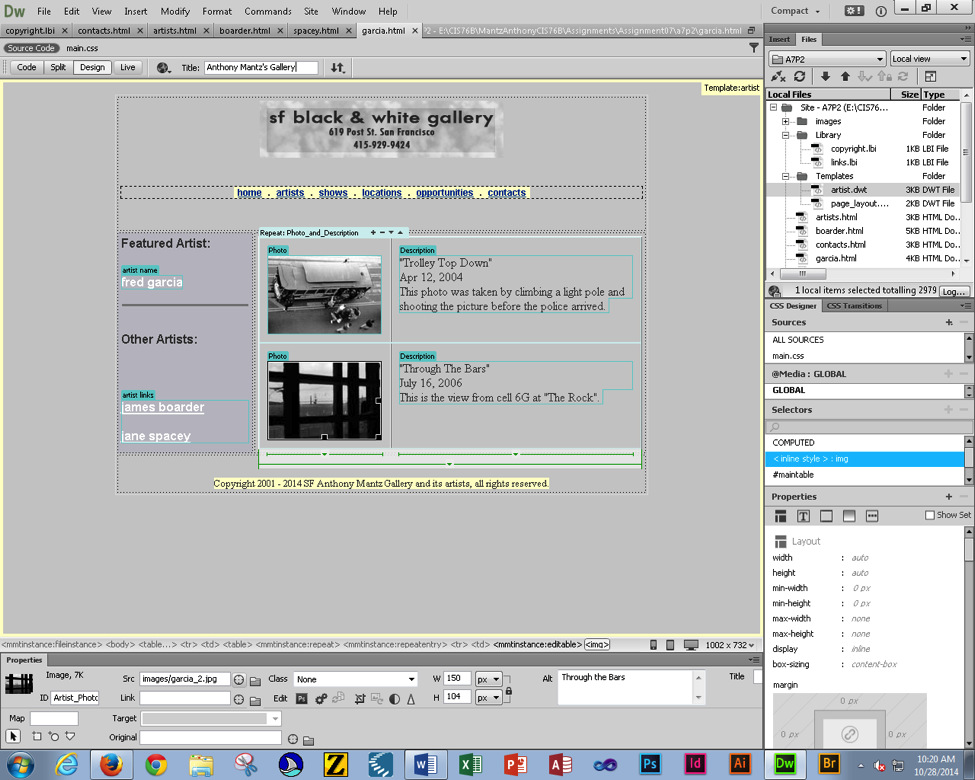 Dw File Edit View Insert Modify Format Commands Site Window Help Compact
copyright.lbi contacts.html artists.html boarder.html spacey.html garcia.html P2 - E:\CIS76B\MantzAnthonyCIS76B\Assignments\Assignment07\a7p2\garcia.html
Source Code main.css
Code Split Design Live Title: Anthony Mantz's Gallery
Template:artist
sf black & white gallery
619 Post St. San Francisco
415-929-9424
home . artists . shows . locations . opportunities . contacts
Featured Artist:
artist name
fred garcia
Other Artists:
artist links
james boarder
jane spacey
Repeat: Photo_and_Description
Photo
Description
"Trolley Top Down"
Apr 12, 2004
This photo was taken by climbing a light pole and
shooting the picture before the police arrived.
Photo
Description
"Through The Bars"
July 16, 2006
This is the view from cell 6G at "The Rock".
Copyright 2001 - 2014 SF Anthony Mantz Gallery and its artists, all rights reserved.
<mmtinstance:fileinstance> <body> <table...> <tr> <td> <table> <mmtinstance:repeat> <mmtinstance:repeatentry> <tr> <td> <mmtinstance:editable> <img> 1002 x 732
Properties
Image, 7K Src images/garcia_2.jpg Class None W 150 px Alt Through the Bars Title
ID Artist_Photo Link Edit Ps H 104 px
Map Target
Original
Insert Files
A7P2 Local view
Local Files Size Type
Site - A7P2 (E:\CIS76... Folder
images Folder
Library Folder
copyright.lbi 1KB LBI File
links.lbi 1KB LBI File
Templates Folder
artist.dwt 3KB DWT File
page_layout.... 2KB DWT File
artists.html 3KB HTML Do...
boarder.html 5KB HTML Do...
contacts.html 3KB HTML Do...
garcia.html 4KB HTML Do...
1 local items selected totalling 2979 Log...
CSS Designer CSS Transitions
Sources
ALL SOURCES
main.css
@Media : GLOBAL
GLOBAL
Selectors
COMPUTED
< inline style > : img
#maintable
Properties
Show Set
Layout
width : auto
height : auto
min-width : 0 px
min-height : 0 px
max-width : none
max-height : none
display : inline
box-sizing : content-box
margin
0 px
0 px 0 px
Z Ps Id Ai Dw Br
10:20 AM
10/28/2014